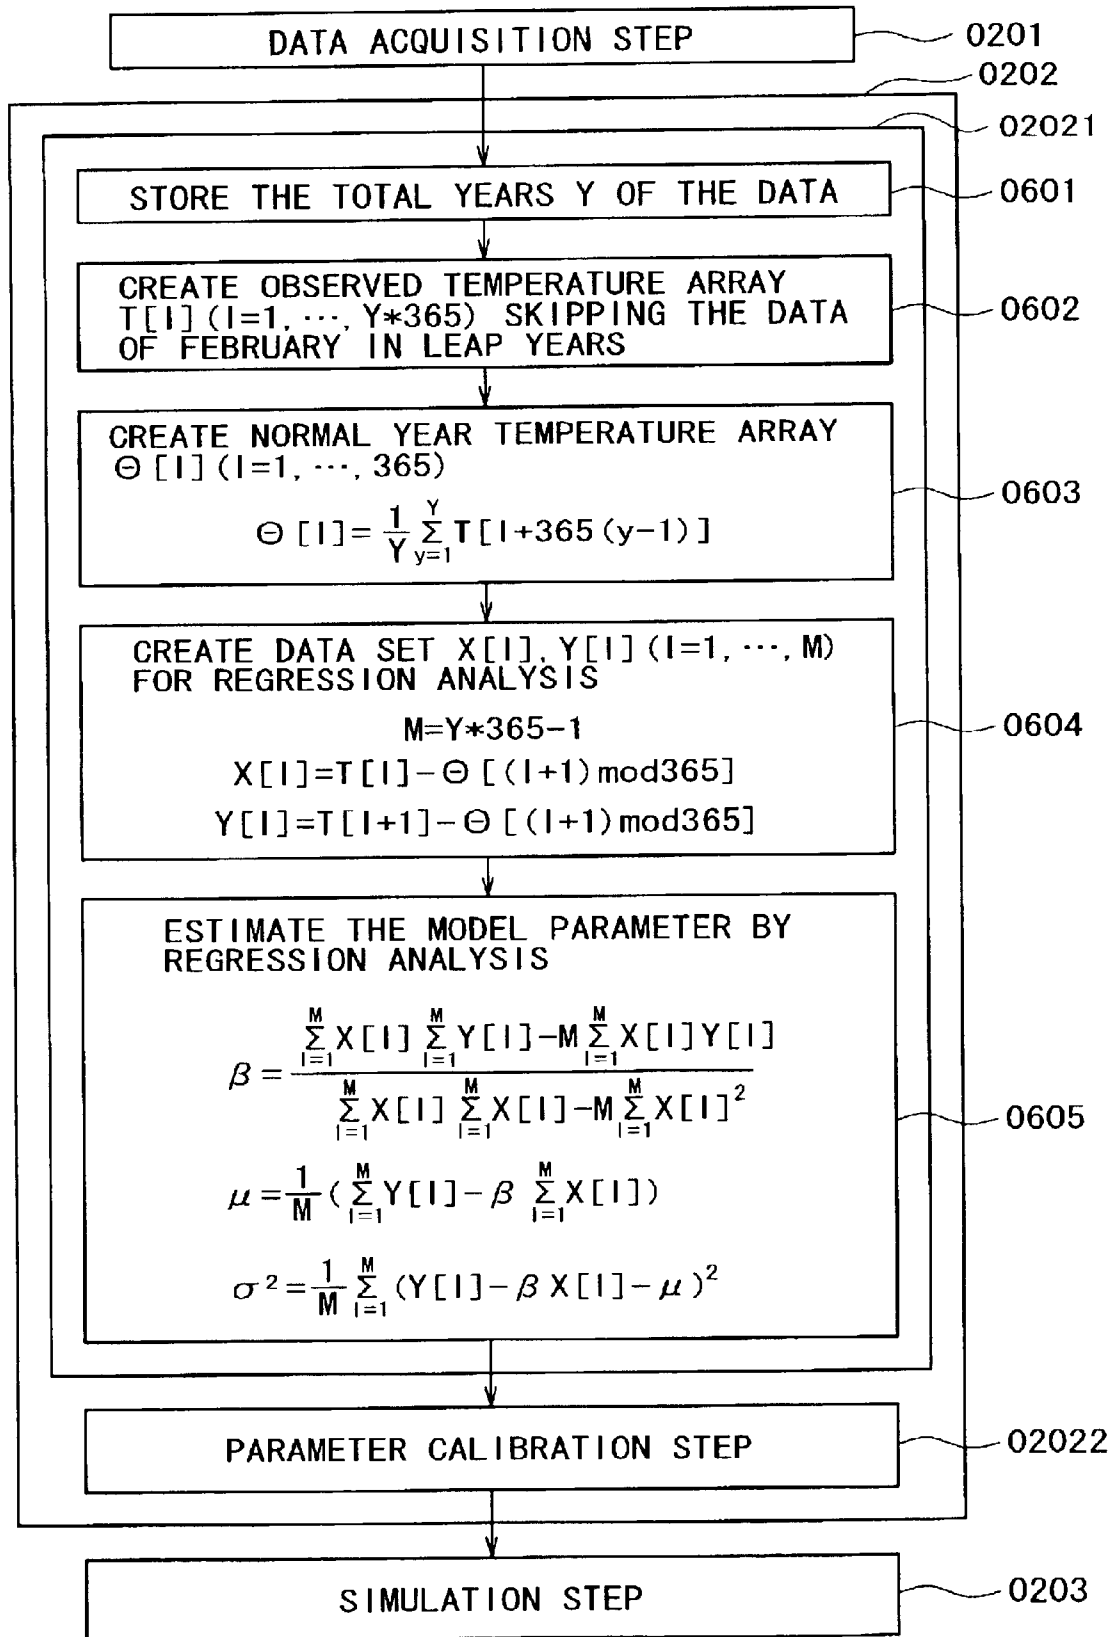 DATA ACQUISITION STEP
0201
0202
02021
STORE THE TOTAL YEARS Y OF THE DATA
0601
CREATE OBSERVED TEMPERATURE ARRAY
T[I] (I=1, ⋯, Y*365) SKIPPING THE DATA
OF FEBRUARY IN LEAP YEARS
0602
CREATE NORMAL YEAR TEMPERATURE ARRAY
Θ[I] (I=1, ⋯, 365)
Θ[I]= 1/Y Σ_{y=1}^{Y} T[I+365(y-1)]
0603
CREATE DATA SET X[I], Y[I] (I=1, ⋯, M)
FOR REGRESSION ANALYSIS
M=Y*365-1
X[I]=T[I]-Θ[(I+1)mod365]
Y[I]=T[I+1]-Θ[(I+1)mod365]
0604
ESTIMATE THE MODEL PARAMETER BY
REGRESSION ANALYSIS
β = (Σ_{I=1}^{M} X[I] Σ_{I=1}^{M} Y[I]-M Σ_{I=1}^{M} X[I]Y[I]) / (Σ_{I=1}^{M} X[I] Σ_{I=1}^{M} X[I]-M Σ_{I=1}^{M} X[I]²)
0605
μ = 1/M (Σ_{I=1}^{M} Y[I]-β Σ_{I=1}^{M} X[I])
σ² = 1/M Σ_{I=1}^{M} (Y[I]-β X[I]-μ)²
PARAMETER CALIBRATION STEP
02022
SIMULATION STEP
0203